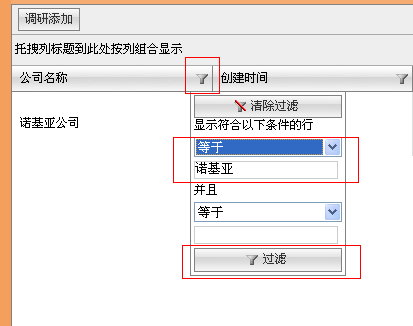 调研添加
托拽列标题到此处按列组合显示
公司名称 创建时间
清除过滤
显示符合以下条件的行
诺基亚公司
等于
诺基亚
并且
等于
过滤